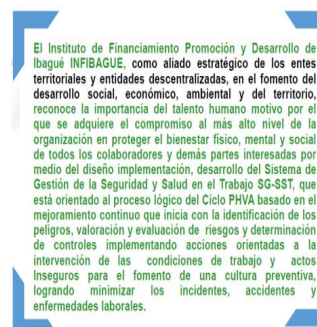 El Instituto de Financiamiento Promoción y Desarrollo de
Ibagué INFIBAGUE, como aliado estratégico de los entes
territoriales y entidades descentralizadas, en el fomento del
desarrollo social, económico, ambiental y del territorio,
reconoce la importancia del talento humano motivo por el
que se adquiere el compromiso al más alto nivel de la
organización en proteger el bienestar físico, mental y social
de todos los colaboradores y demás partes interesadas por
medio del diseño implementación, desarrollo del Sistema de
Gestión de la Seguridad y Salud en el Trabajo SG-SST, que
está orientado al proceso lógico del Ciclo PHVA basado en el
mejoramiento continuo que inicia con la identificación de los
peligros, valoración y evaluación de riesgos y determinación
de controles implementando acciones orientadas a la
intervención de las condiciones de trabajo y actos
Inseguros para el fomento de una cultura preventiva,
logrando minimizar los incidentes, accidentes y
enfermedades laborales.